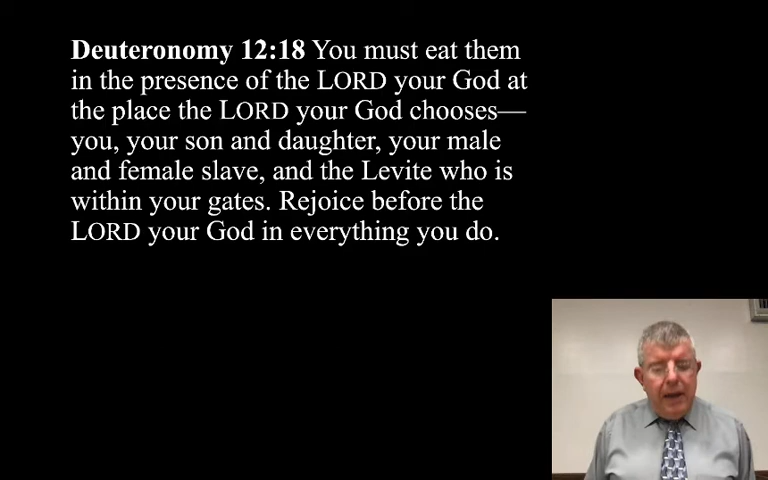 Deuteronomy 12:18 You must eat them
in the presence of the LORD your God at
the place the LORD your God chooses—
you, your son and daughter, your male
and female slave, and the Levite who is
within your gates. Rejoice before the
LORD your God in everything you do.